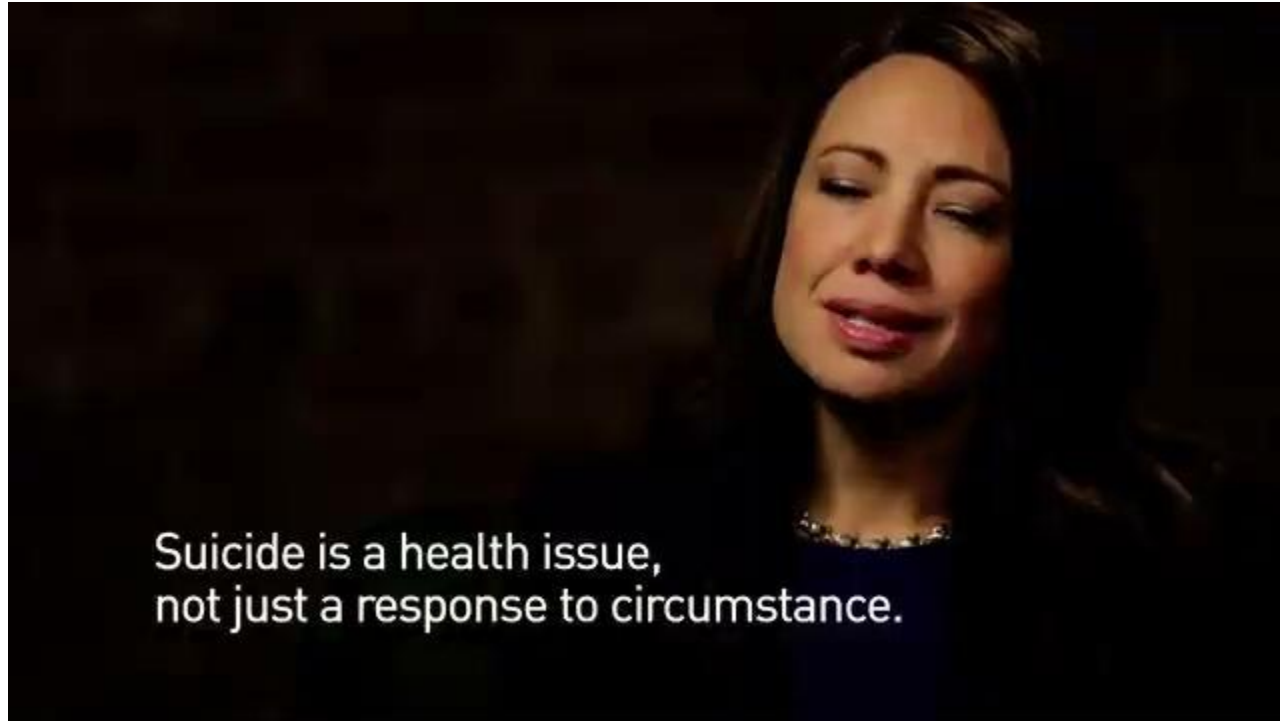 Suicide is a health issue,
not just a response to circumstance.